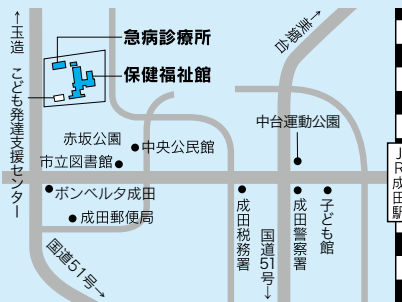 ←玉造
こども発達支援センター
急病診療所
保健福祉館
→美郷台
赤坂公園
中央公民館
市立図書館
中台運動公園
ボンベルタ成田
成田郵便局
国道51号→
成田税務署
国道51号→
成田警察署
子ども館
JR成田駅